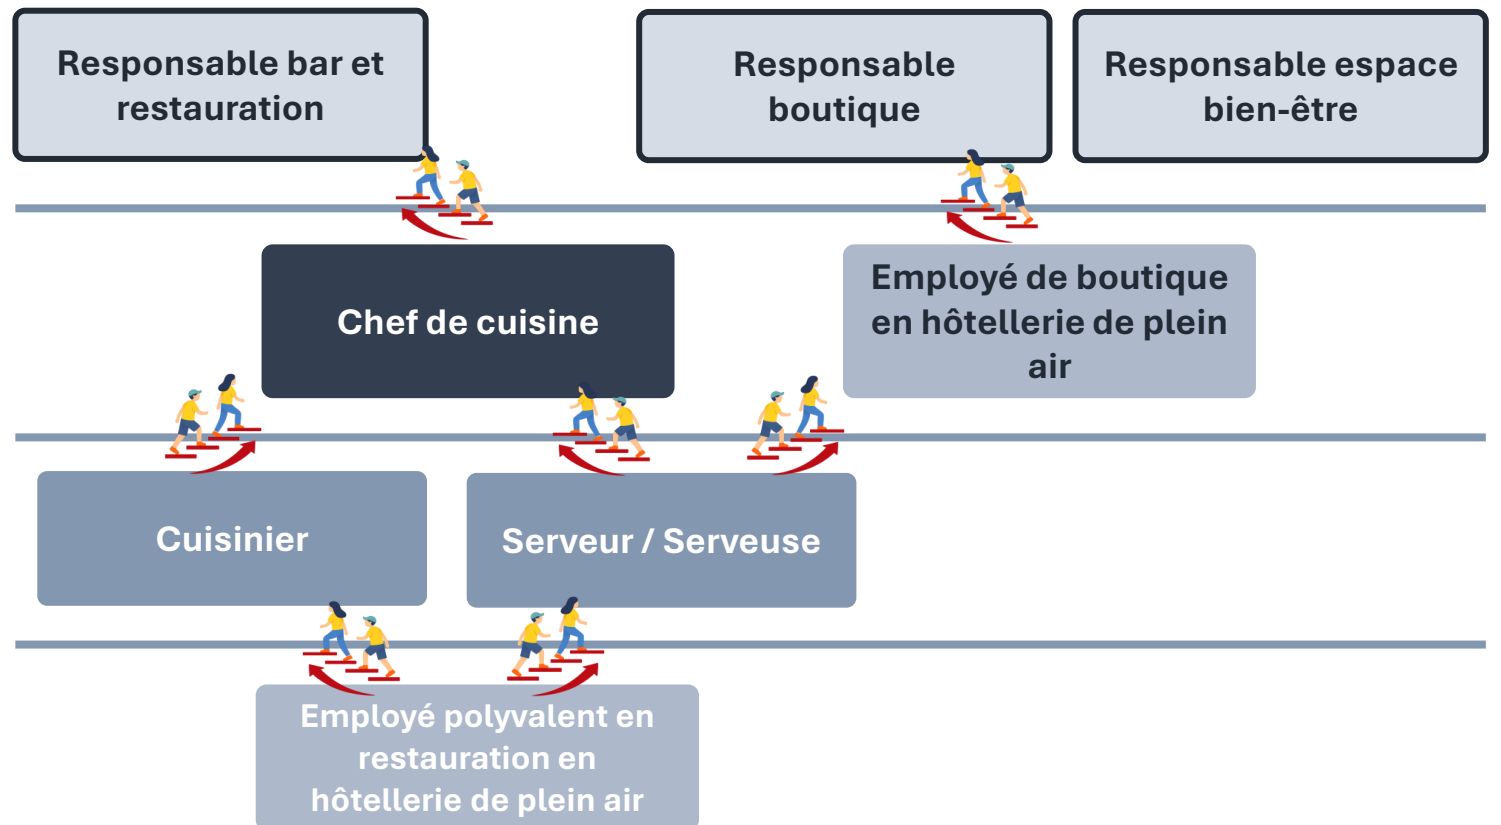 Responsable bar et
restauration
Responsable
boutique
Responsable espace
bien-être
Chef de cuisine
Employé de boutique
en hôtellerie de plein
air
Cuisinier
Serveur / Serveuse
Employé polyvalent en
restauration en
hôtellerie de plein air